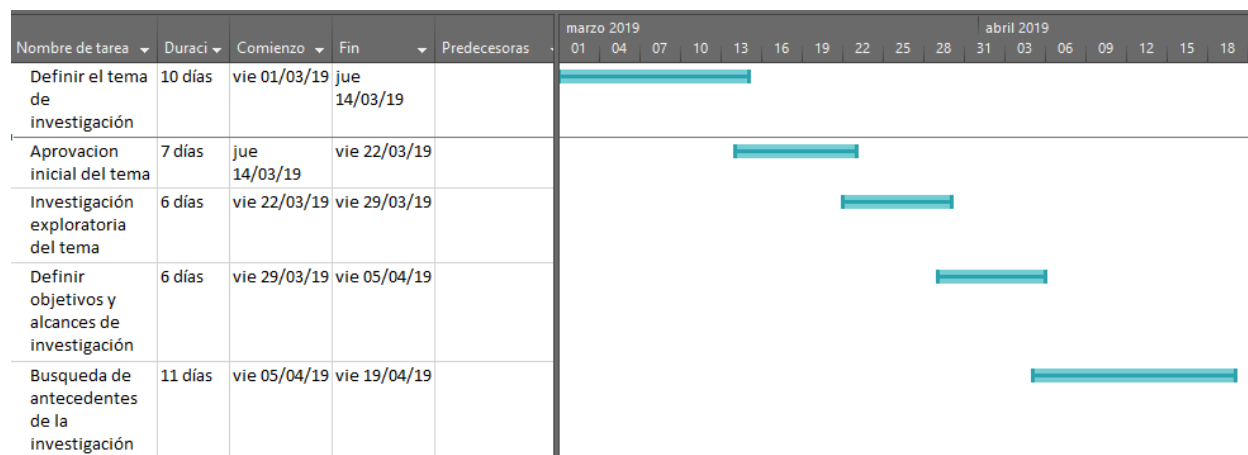 marzo 2019 abril 2019
Nombre de tarea Duraci Comienzo Fin Predecesoras 01 04 07 10 13 16 19 22 25 28 31 03 06 09 12 15 18
Definir el tema 10 días vie 01/03/19 jue
de 14/03/19
investigación
Aprovacion 7 días jue vie 22/03/19
inicial del tema 14/03/19
Investigación 6 días vie 22/03/19 vie 29/03/19
exploratoria
del tema
Definir 6 días vie 29/03/19 vie 05/04/19
objetivos y
alcances de
investigación
Busqueda de 11 días vie 05/04/19 vie 19/04/19
antecedentes
de la
investigación